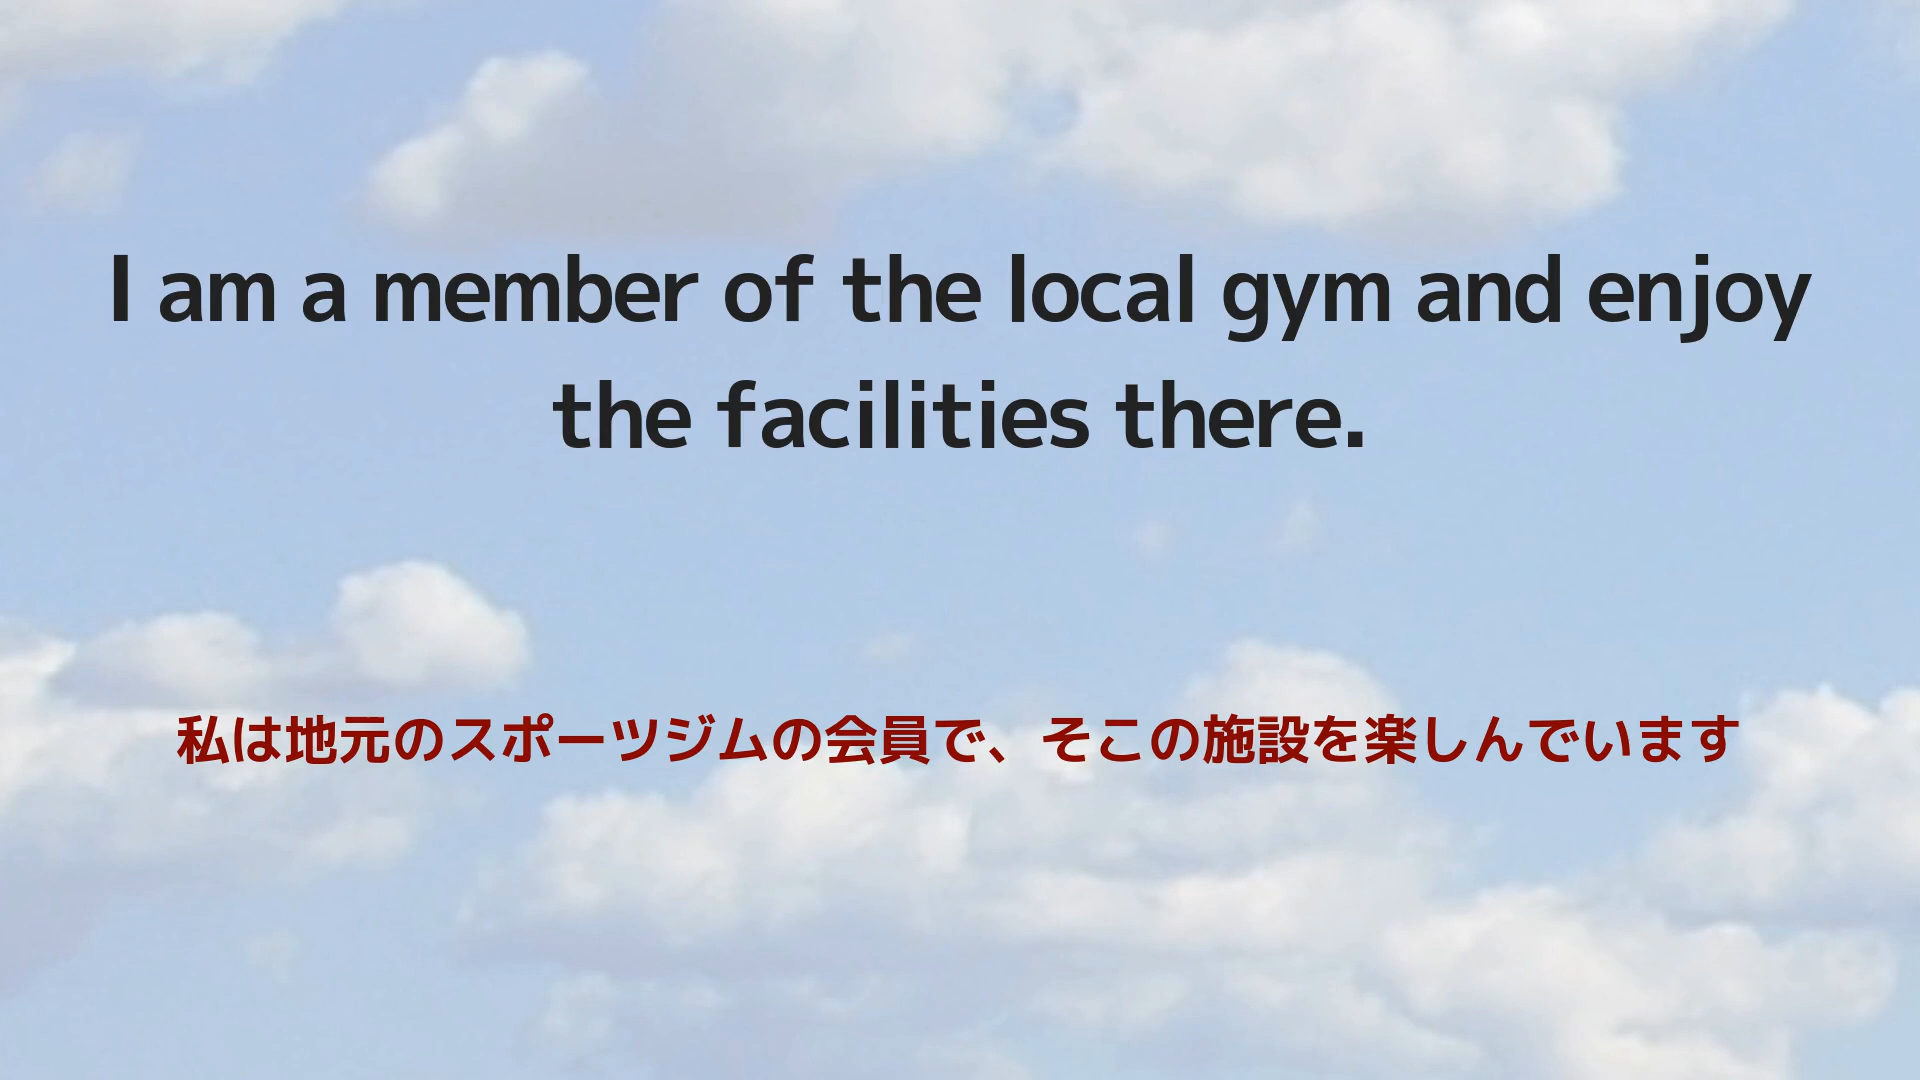 I am a member of the local gym and enjoy
the facilities there.
私は地元のスポーツジムの会員で、そこの施設を楽しんでいます